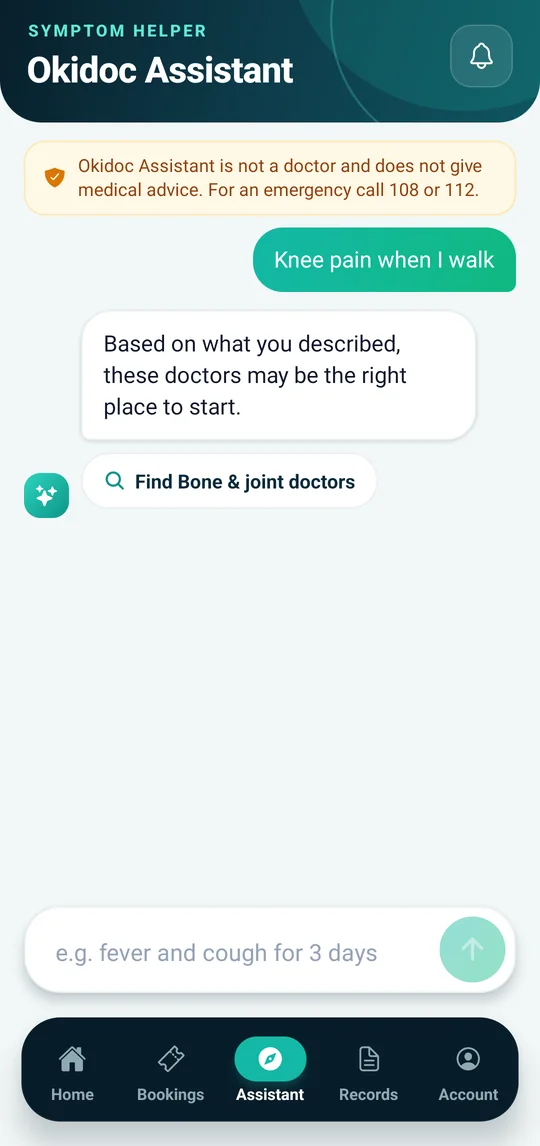 SYMPTOM HELPER
Okidoc Assistant
Okidoc Assistant is not a doctor and does not give
medical advice. For an emergency call 108 or 112.
Knee pain when I walk
Based on what you described,
these doctors may be the right
place to start.
Find Bone & joint doctors
e.g. fever and cough for 3 days
Home
Bookings
Assistant
Records
Account